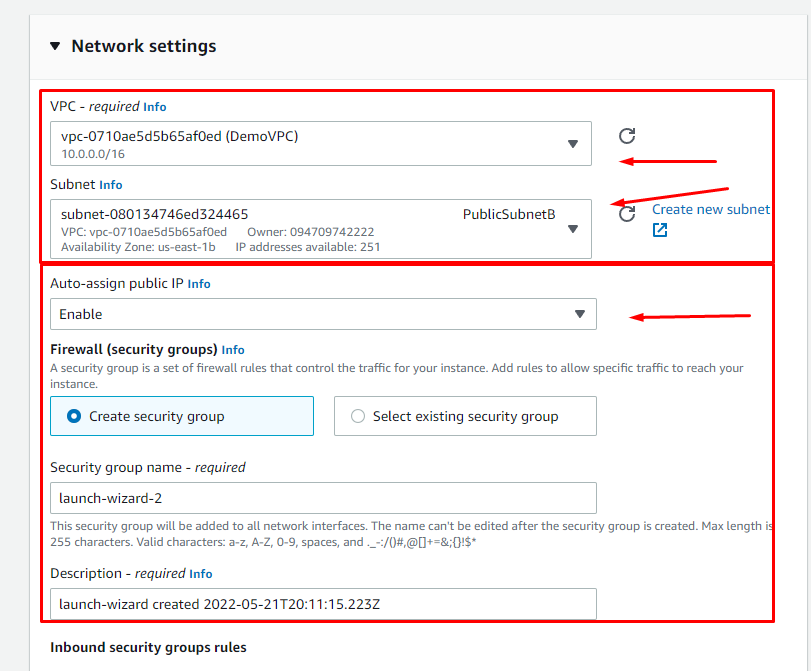 Network settings
VPC - required Info
vpc-0710ae5d5b65af0ed (DemoVPC)
10.0.0.0/16
Subnet Info
subnet-080134746ed324465 PublicSubnetB
VPC: vpc-0710ae5d5b65af0ed Owner: 094709742222
Availability Zone: us-east-1b IP addresses available: 251
Create new subnet
Auto-assign public IP Info
Enable
Firewall (security groups) Info
A security group is a set of firewall rules that control the traffic for your instance. Add rules to allow specific traffic to reach your
instance.
Create security group
Select existing security group
Security group name - required
launch-wizard-2
This security group will be added to all network interfaces. The name can't be edited after the security group is created. Max length is
255 characters. Valid characters: a-z, A-Z, 0-9, spaces, and ._-:/()#,@[]+=&;{}!$*
Description - required Info
launch-wizard created 2022-05-21T20:11:15.223Z
Inbound security groups rules